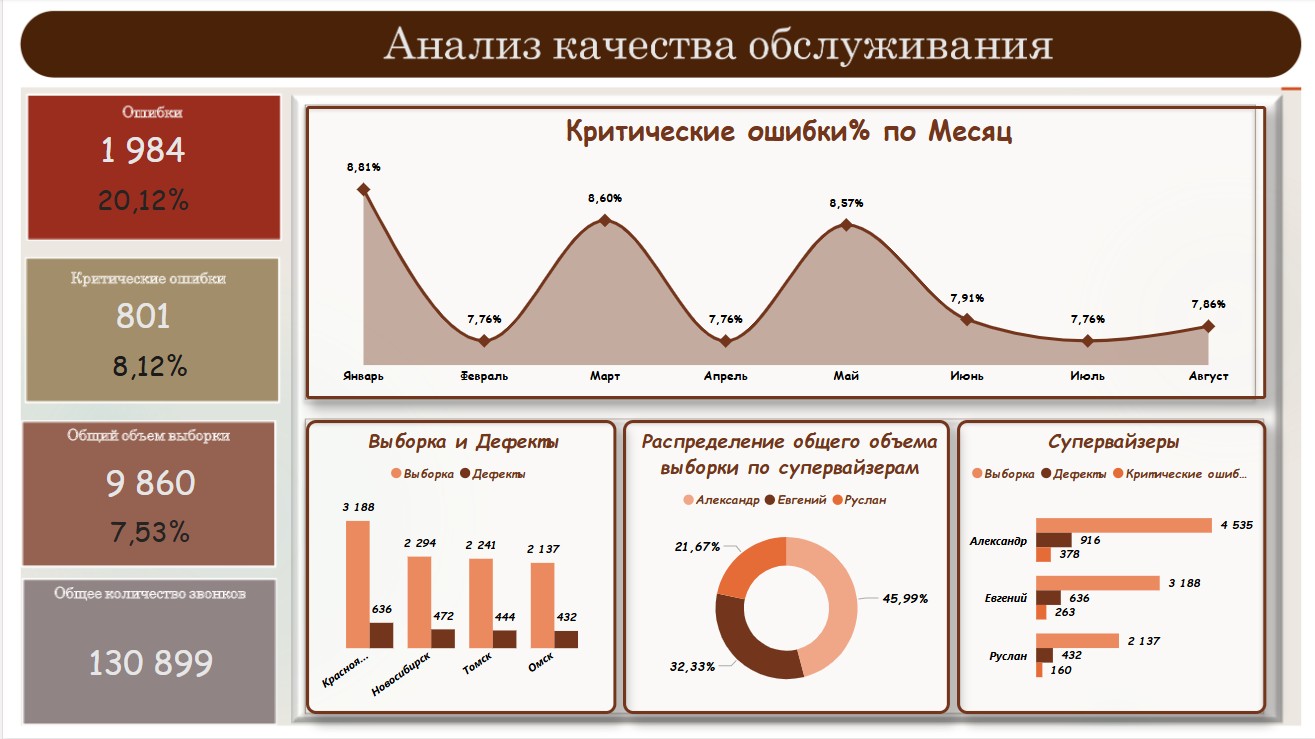 Анализ качества обслуживания
Ошибки
1 984
20,12%
Критические ошибки
801
8,12%
Общий объем выборки
9 860
7,53%
Общее количество звонков
130 899
Критические ошибки% по Месяц
8,81%
7,76%
8,60%
7,76%
8,57%
7,91%
7,76%
7,86%
Январь Февраль Март Апрель Май Июнь Июль Август
Выборка и Дефекты
Выборка Дефекты
3 188
636
2 294
472
2 241
444
2 137
432
Красноя... Новосибирск Томск Омск
Распределение общего объема
выборки по супервайзерам
Александр Евгений Руслан
21,67%
45,99%
32,33%
Супервайзеры
Выборка Дефекты Критические ошиб...
Александр
4 535
916
378
Евгений
3 188
636
263
Руслан
2 137
432
160